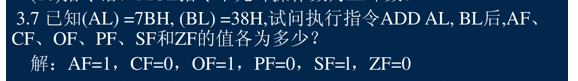 3.7 已知(AL) =7BH, (BL) =38H,试问执行指令ADD AL, BL后,AF、
CF、OF、PF、SF和ZF的值各为多少?
解：AF=1，CF=0，OF=1，PF=0，SF=l，ZF=0